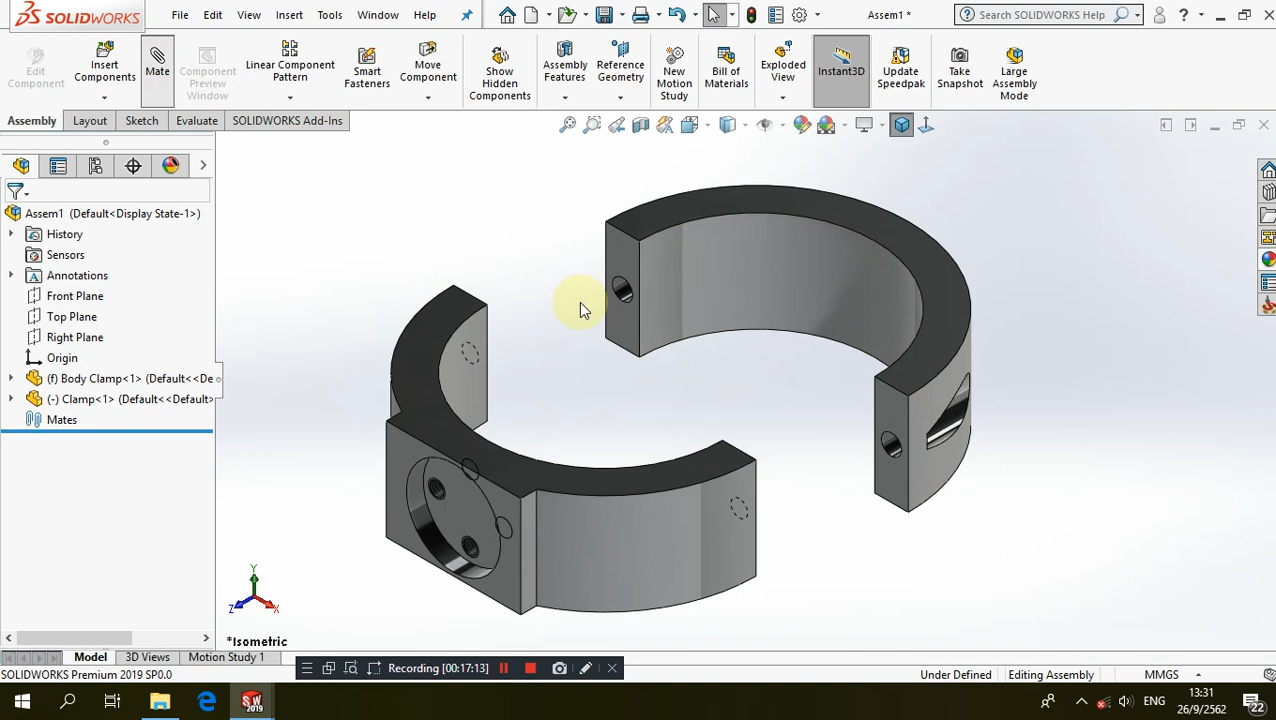 SOLIDWORKS File Edit View Insert Tools Window Help Assem1 * Search SOLIDWORKS Help ?
Edit Component
Insert Components
Mate
Component Preview Window
Linear Component Pattern
Smart Fasteners
Move Component
Show Hidden Components
Assembly Features
Reference Geometry
New Motion Study
Bill of Materials
Exploded View
Instant3D
Update Speedpak
Take Snapshot
Large Assembly Mode
Assembly Layout Sketch Evaluate SOLIDWORKS Add-Ins
Assem1 (Default<Display State-1>)
History
Sensors
Annotations
Front Plane
Top Plane
Right Plane
Origin
(f) Body Clamp<1> (Default<<De
(-) Clamp<1> (Default<<Default>
Mates
Y
Z
X
*Isometric
Model 3D Views Motion Study 1
Recording [00:17:13]
SOLIDWORKS Premium 2019 SP0.0 Under Defined Editing Assembly MMGS
SW 2019
ENG
13:31
26/9/2562
22